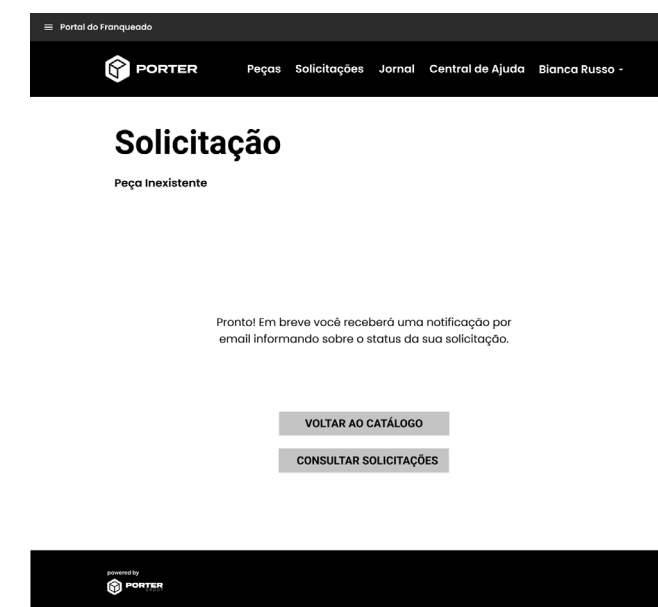 Portal do Franqueado
PORTER
Peças Solicitações Jornal Central de Ajuda Bianca Russo
Solicitação
Peça Inexistente
Pronto! Em breve você receberá uma notificação por
email informando sobre o status da sua solicitação.
VOLTAR AO CATÁLOGO
CONSULTAR SOLICITAÇÕES
powered by
PORTER
GROUP